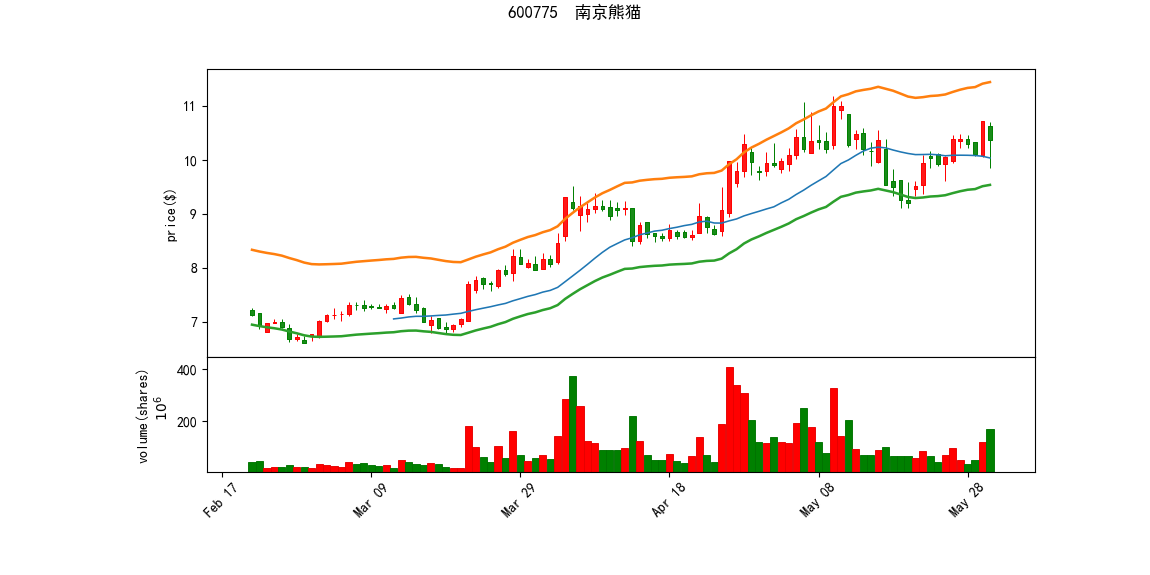 600775 南京熊猫
price($)
11
10
9
8
7
volume(shares)
10^6
400
200
Feb 17
Mar 09
Mar 29
Apr 18
May 08
May 28